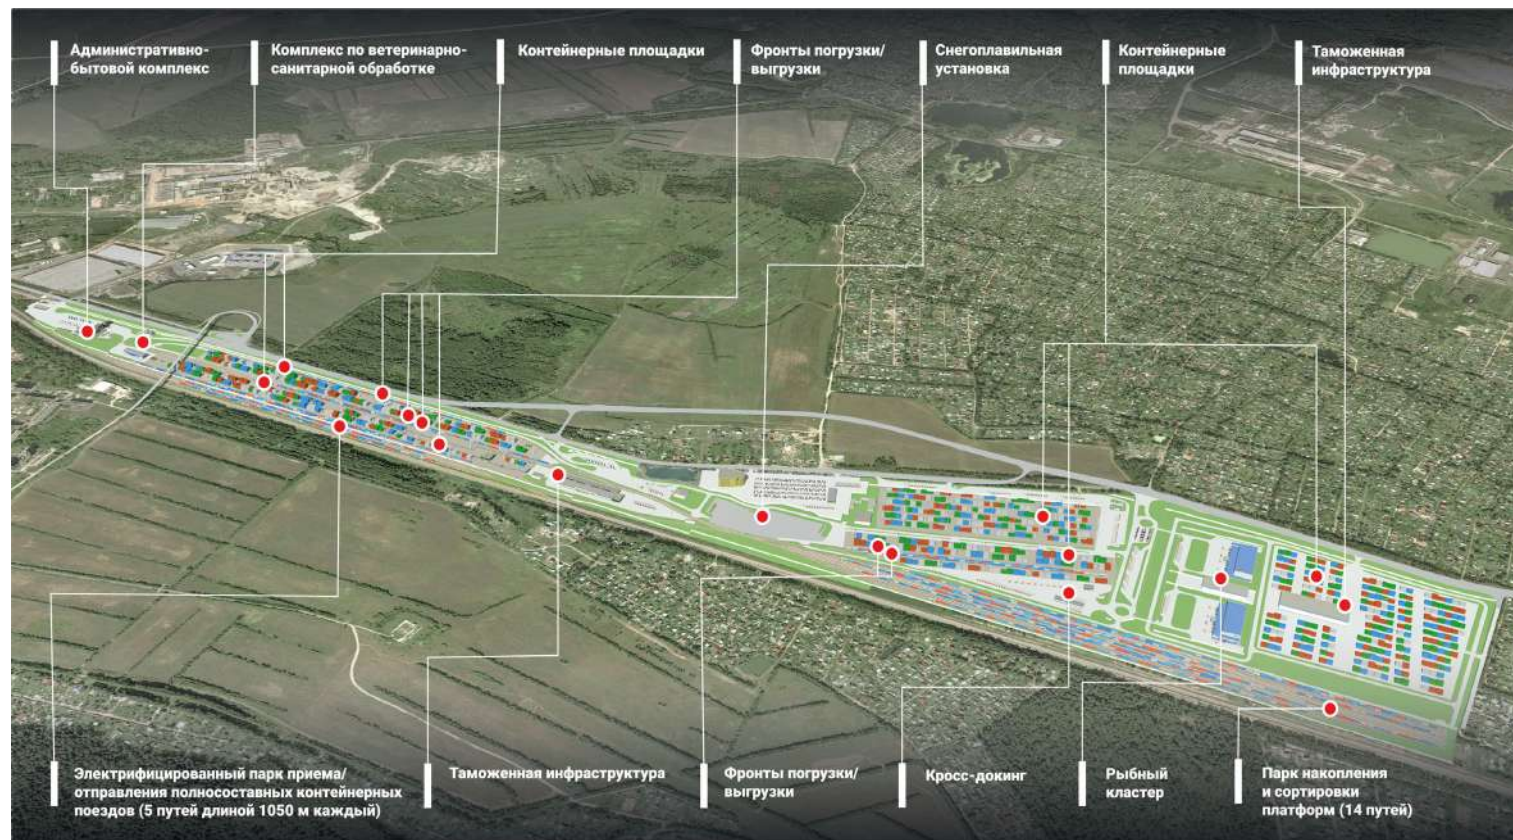 Административно-
бытовой комплекс
Комплекс по ветеринарно-
санитарной обработке
Контейнерные площадки
Фронты погрузки/
выгрузки
Снегоплавильная
установка
Контейнерные
площадки
Таможенная
инфраструктура
Электрифицированный парк приема/
отправления полносоставных контейнерных
поездов (5 путей длиной 1050 м каждый)
Таможенная инфраструктура
Фронты погрузки/
выгрузки
Кросс-докинг
Рыбный
кластер
Парк накопления
и сортировки
платформ (14 путей)